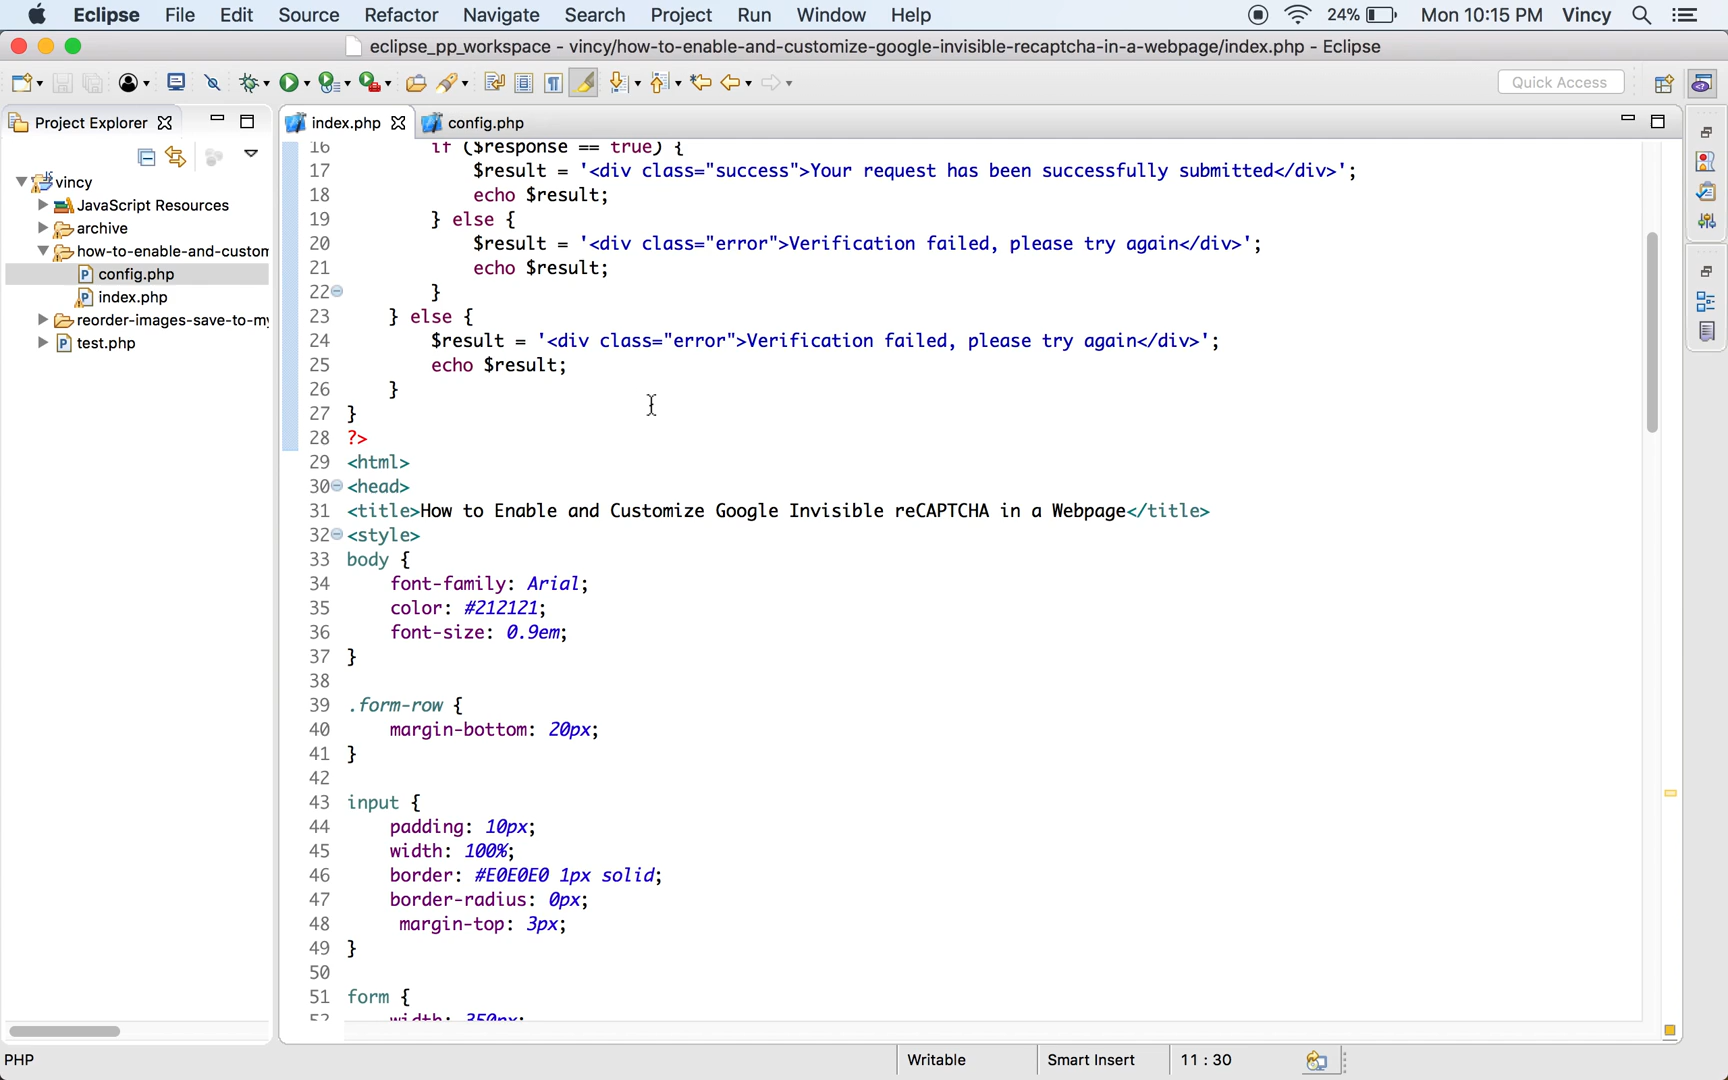 Eclipse File Edit Source Refactor Navigate Search Project Run Window Help 24% Mon 10:15 PM Vincy
eclipse_pp_workspace - vincy/how-to-enable-and-customize-google-invisible-recaptcha-in-a-webpage/index.php - Eclipse
Quick Access
Project Explorer
index.php config.php
vincy
JavaScript Resources
archive
how-to-enable-and-custom
config.php
index.php
reorder-images-save-to-my
test.php
16 if ($response == true) {
17 $result = '<div class="success">Your request has been successfully submitted</div>';
18 echo $result;
19 } else {
20 $result = '<div class="error">Verification failed, please try again</div>';
21 echo $result;
22 }
23 } else {
24 $result = '<div class="error">Verification failed, please try again</div>';
25 echo $result;
26 }
27 }
28 ?>
29 <html>
30 <head>
31 <title>How to Enable and Customize Google Invisible reCAPTCHA in a Webpage</title>
32 <style>
33 body {
34 font-family: Arial;
35 color: #212121;
36 font-size: 0.9em;
37 }
38
39 .form-row {
40 margin-bottom: 20px;
41 }
42
43 input {
44 padding: 10px;
45 width: 100%;
46 border: #E0E0E0 1px solid;
47 border-radius: 0px;
48 margin-top: 3px;
49 }
50
51 form {
52 width: 350px;
PHP Writable Smart Insert 11 : 30